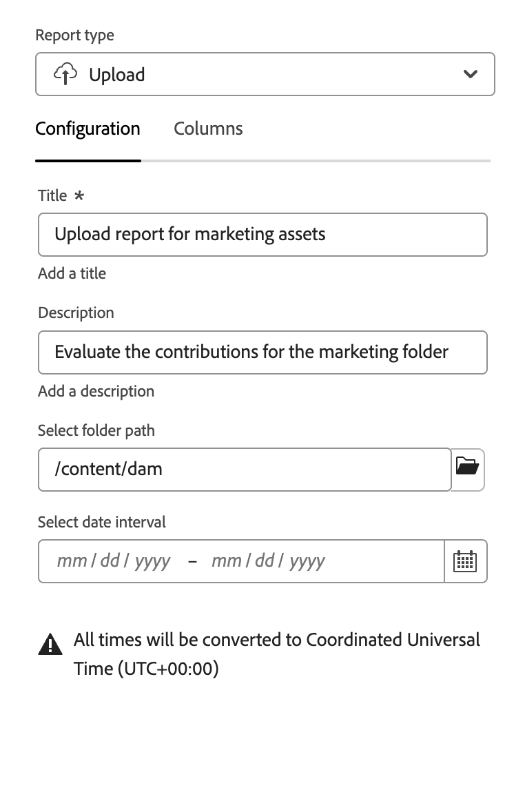 Report type
Upload
Configuration Columns
Title *
Upload report for marketing assets
Add a title
Description
Evaluate the contributions for the marketing folder
Add a description
Select folder path
/content/dam
Select date interval
mm / dd / yyyy – mm / dd / yyyy
All times will be converted to Coordinated Universal
Time (UTC+00:00)